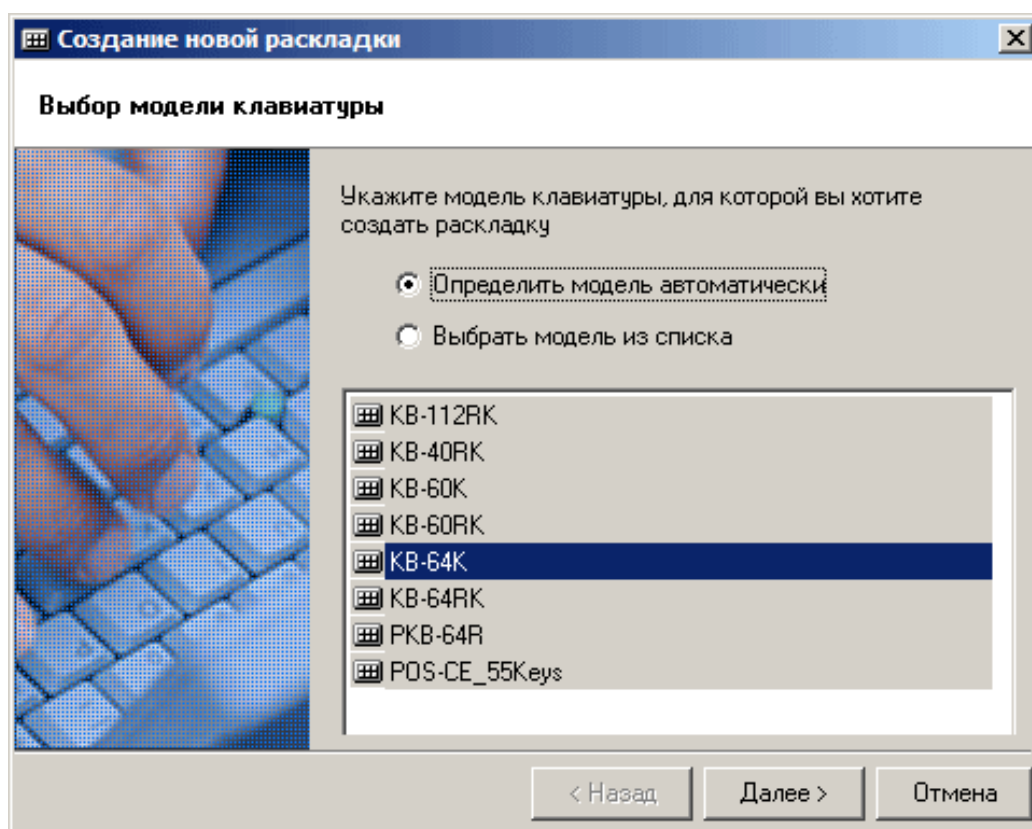 Создание новой раскладки
Выбор модели клавиатуры
Укажите модель клавиатуры, для которой вы хотите
создать раскладку
Определить модель автоматически
Выбрать модель из списка
KB-112RK
KB-40RK
KB-60K
KB-60RK
KB-64K
KB-64RK
PKB-64R
POS-CE_55Keys
< Назад
Далее >
Отмена